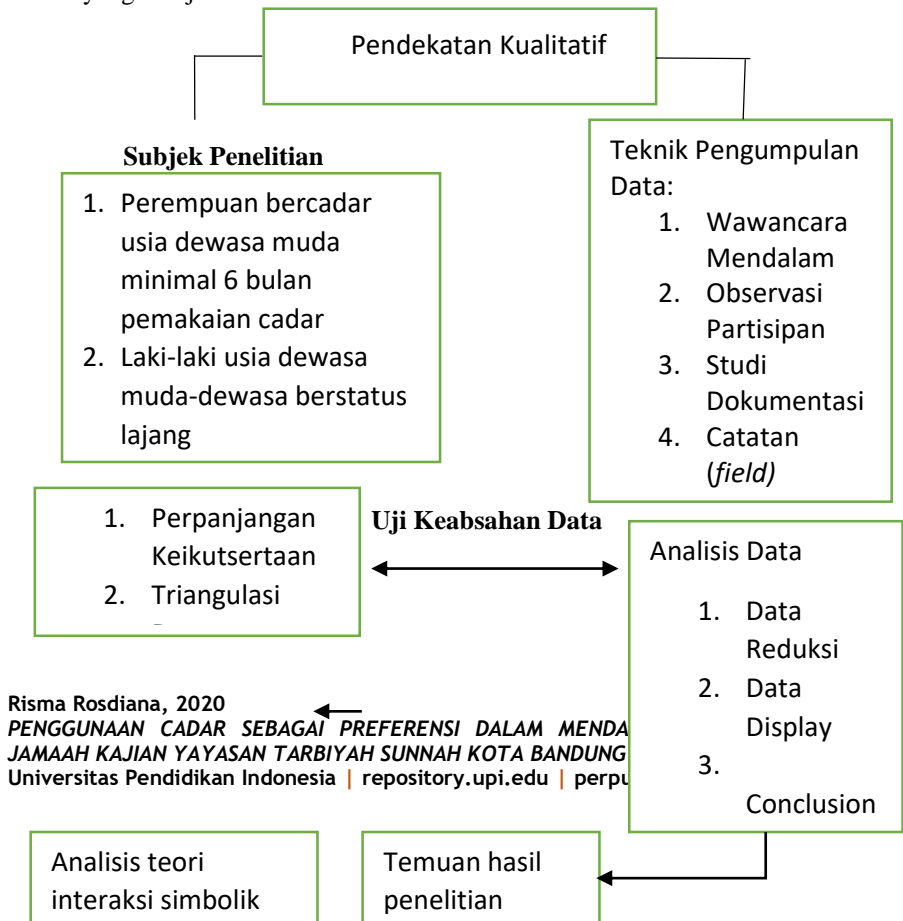 Pendekatan Kualitatif
Subjek Penelitian
1. Perempuan bercadar
usia dewasa muda
minimal 6 bulan
pemakaian cadar
2. Laki-laki usia dewasa
muda-dewasa berstatus
lajang
Teknik Pengumpulan
Data:
1. Wawancara
Mendalam
2. Observasi
Partisipan
3. Studi
Dokumentasi
4. Catatan
(field)
1. Perpanjangan
Keikutsertaan
2. Triangulasi
Uji Keabsahan Data
Analisis Data
1. Data
Reduksi
2. Data
Display
3.
Conclusion
Risma Rosdiana, 2020
PENGGUNAAN CADAR SEBAGAI PREFERENSI DALAM MENDA
JAMAAH KAJIAN YAYASAN TARBIYAH SUNNAH KOTA BANDUNG
Universitas Pendidikan Indonesia | repository.upi.edu | perpu
Analisis teori
interaksi simbolik
Temuan hasil
penelitian